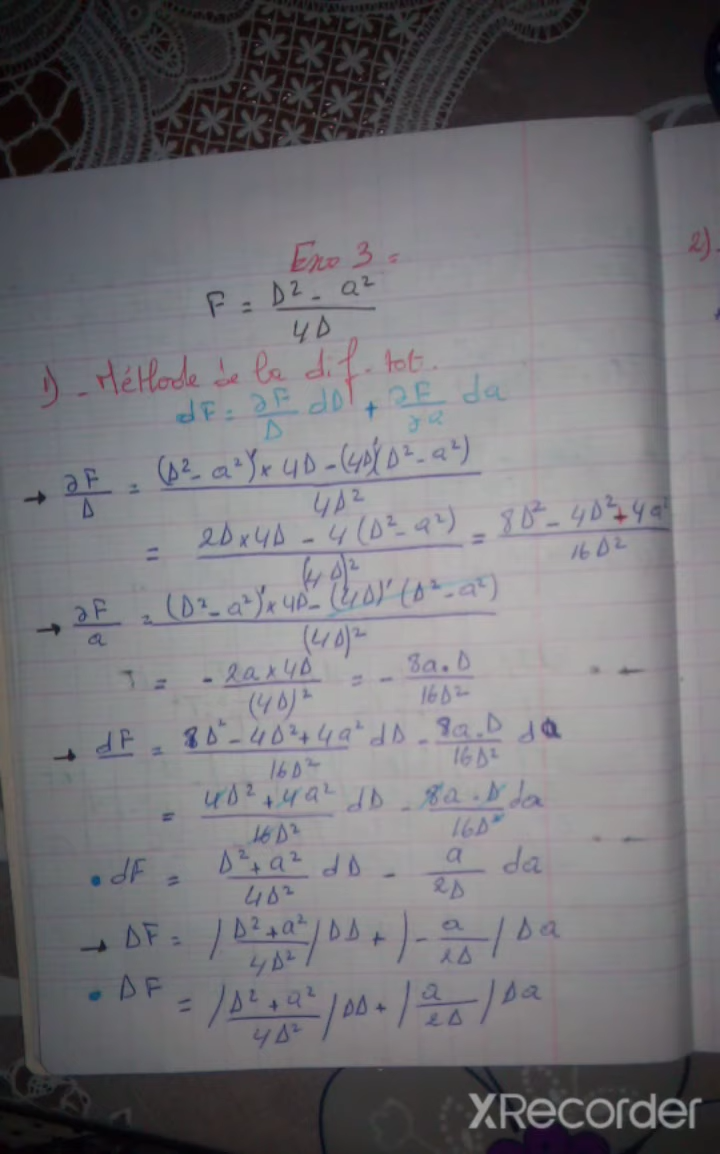 Exo 3 =
F = (D² - a²) / 4D
2)
1) - Méthode de la dif. tot.
dF = ∂F/D dD + ∂F/∂a da
→ ∂F/D = ((D² - a²)' × 4D - (4D)'(D² - a²)) / 4D²
= (2D × 4D - 4(D² - a²)) / (4D)² = (8D² - 4D² + 4a²) / 16D²
→ ∂F/a = ((D² - a²)' × 4D - (4D)' (D² - a²)) / (4D)²
= - (2a × 4D) / (4D)² = - 8a.D / 16D²
→ dF = (8D² - 4D² + 4a²) / 16D² dD - 8a.D / 16D² da
= (4D² + 4a²) / 16D² dD - 8a.D / 16D² da
• dF = (D² + a²) / 4D² dD - a / 2D da
→ ΔF = |(D² + a²) / 4D²| ΔD + |- a / 2D| Δa
• ΔF = |(D² + a²) / 4D²| ΔD + |a / 2D| Δa
XRecorder